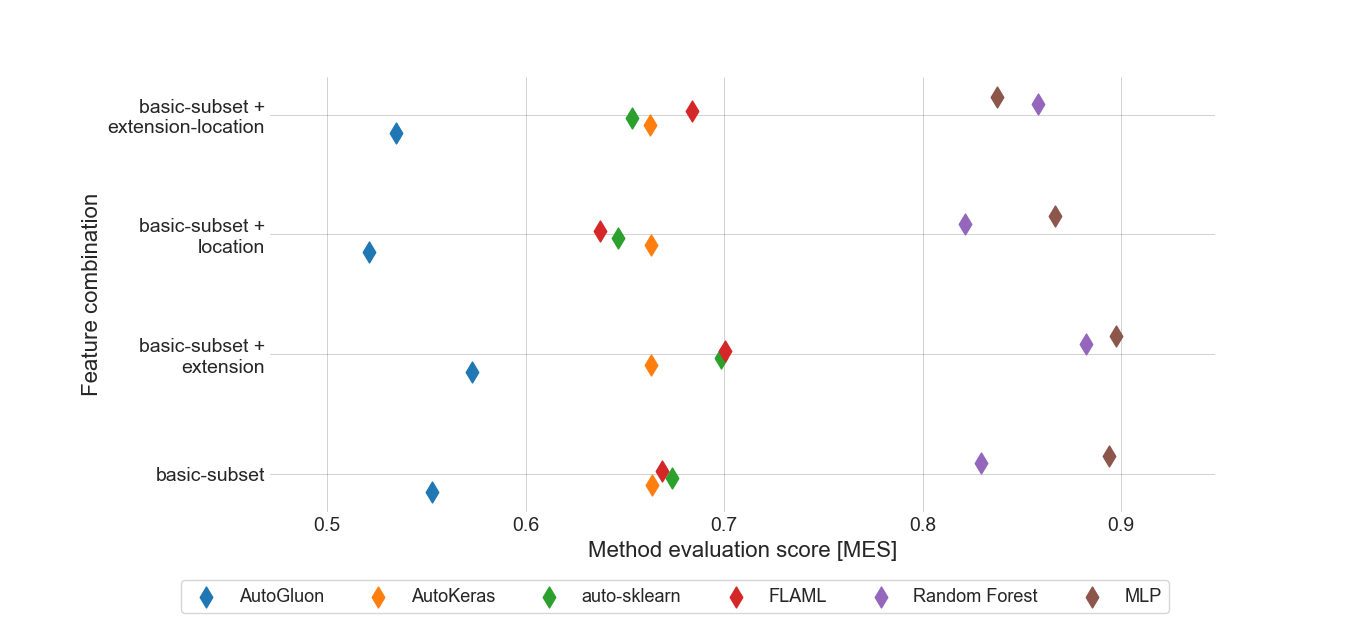 basic-subset +
extension-location
basic-subset +
location
basic-subset +
extension
basic-subset
Feature combination
0.5 0.6 0.7 0.8 0.9
Method evaluation score [MES]
AutoGluon AutoKeras auto-sklearn FLAML Random Forest MLP